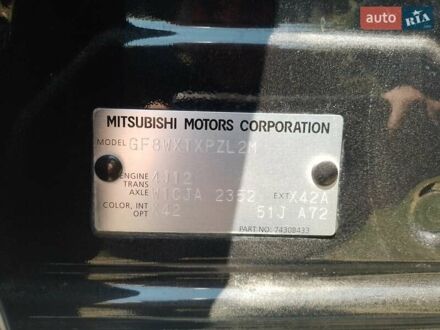 auto RIA
.com
MITSUBISHI MOTORS CORPORATION
MODEL GF8WXTXPZL2M
ENGINE 4J12
TRANS
AXLE W1CJA 2352 EXT X42A
COLOR, INT
OPT X42 51J A72
PART NO. 7430B433